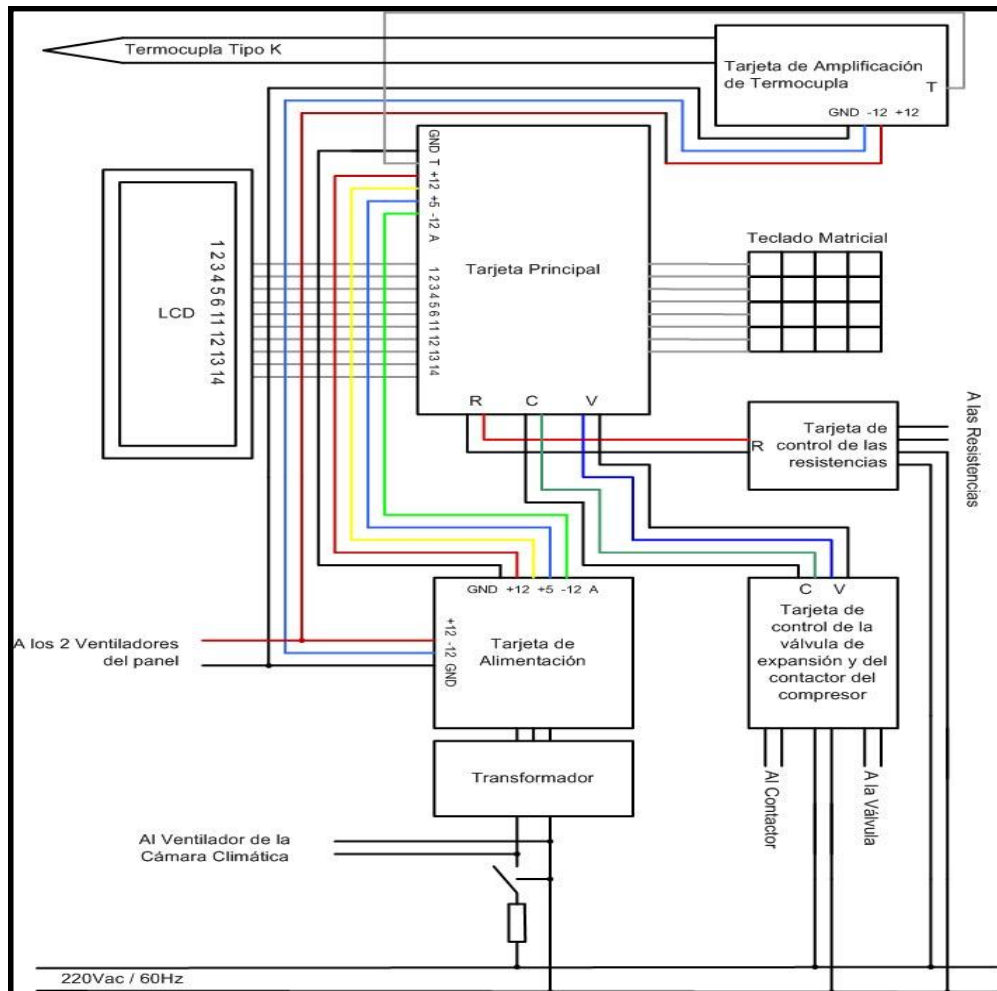 Termocupla Tipo K
Tarjeta de Amplificación
de Termocupla
T
GND -12 +12
GND T +12 +5 -12 A
Teclado Matricial
Tarjeta Principal
1 2 3 4 5 6 11 12 13 14
LCD
1 2 3 4 5 6 11 12 13 14
R C V
Tarjeta de
control de las
resistencias
R
A las Resistencias
GND +12 +5 -12 A
+12 -12 GND
Tarjeta de
Alimentación
A los 2 Ventiladores
del panel
C V
Tarjeta de
control de la
válvula de
expansión y del
contactor del
compresor
Transformador
Al Contactor
A la Válvula
Al Ventilador de la
Cámara Climática
220Vac / 60Hz